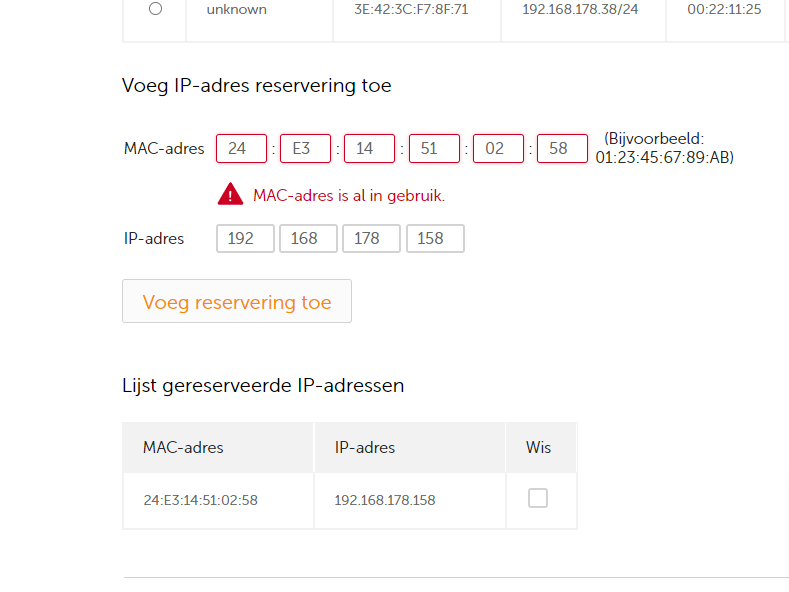 unknown 3E:42:3C:F7:8F:71 192.168.178.38/24 00:22:11:25
Voeg IP-adres reservering toe
MAC-adres 24 : E3 : 14 : 51 : 02 : 58 (Bijvoorbeeld:
01:23:45:67:89:AB)
MAC-adres is al in gebruik.
IP-adres 192 168 178 158
Voeg reservering toe
Lijst gereserveerde IP-adressen
MAC-adres IP-adres Wis
24:E3:14:51:02:58 192.168.178.158